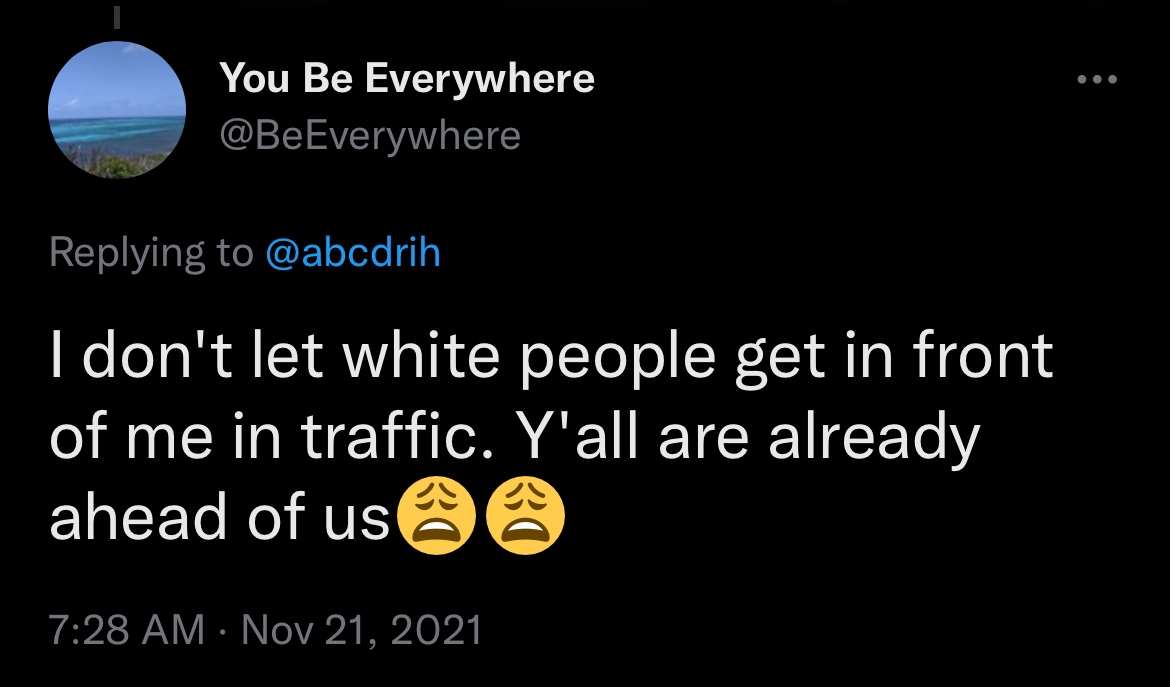 You Be Everywhere
@BeEverywhere
Replying to @abcdrih
I don't let white people get in front
of me in traffic. Y'all are already
ahead of us😩😩
7:28 AM · Nov 21, 2021